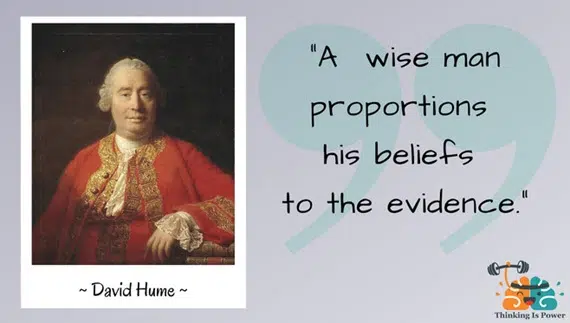 "A wise man
proportions
his beliefs
to the evidence."
~ David Hume ~
Thinking Is Power